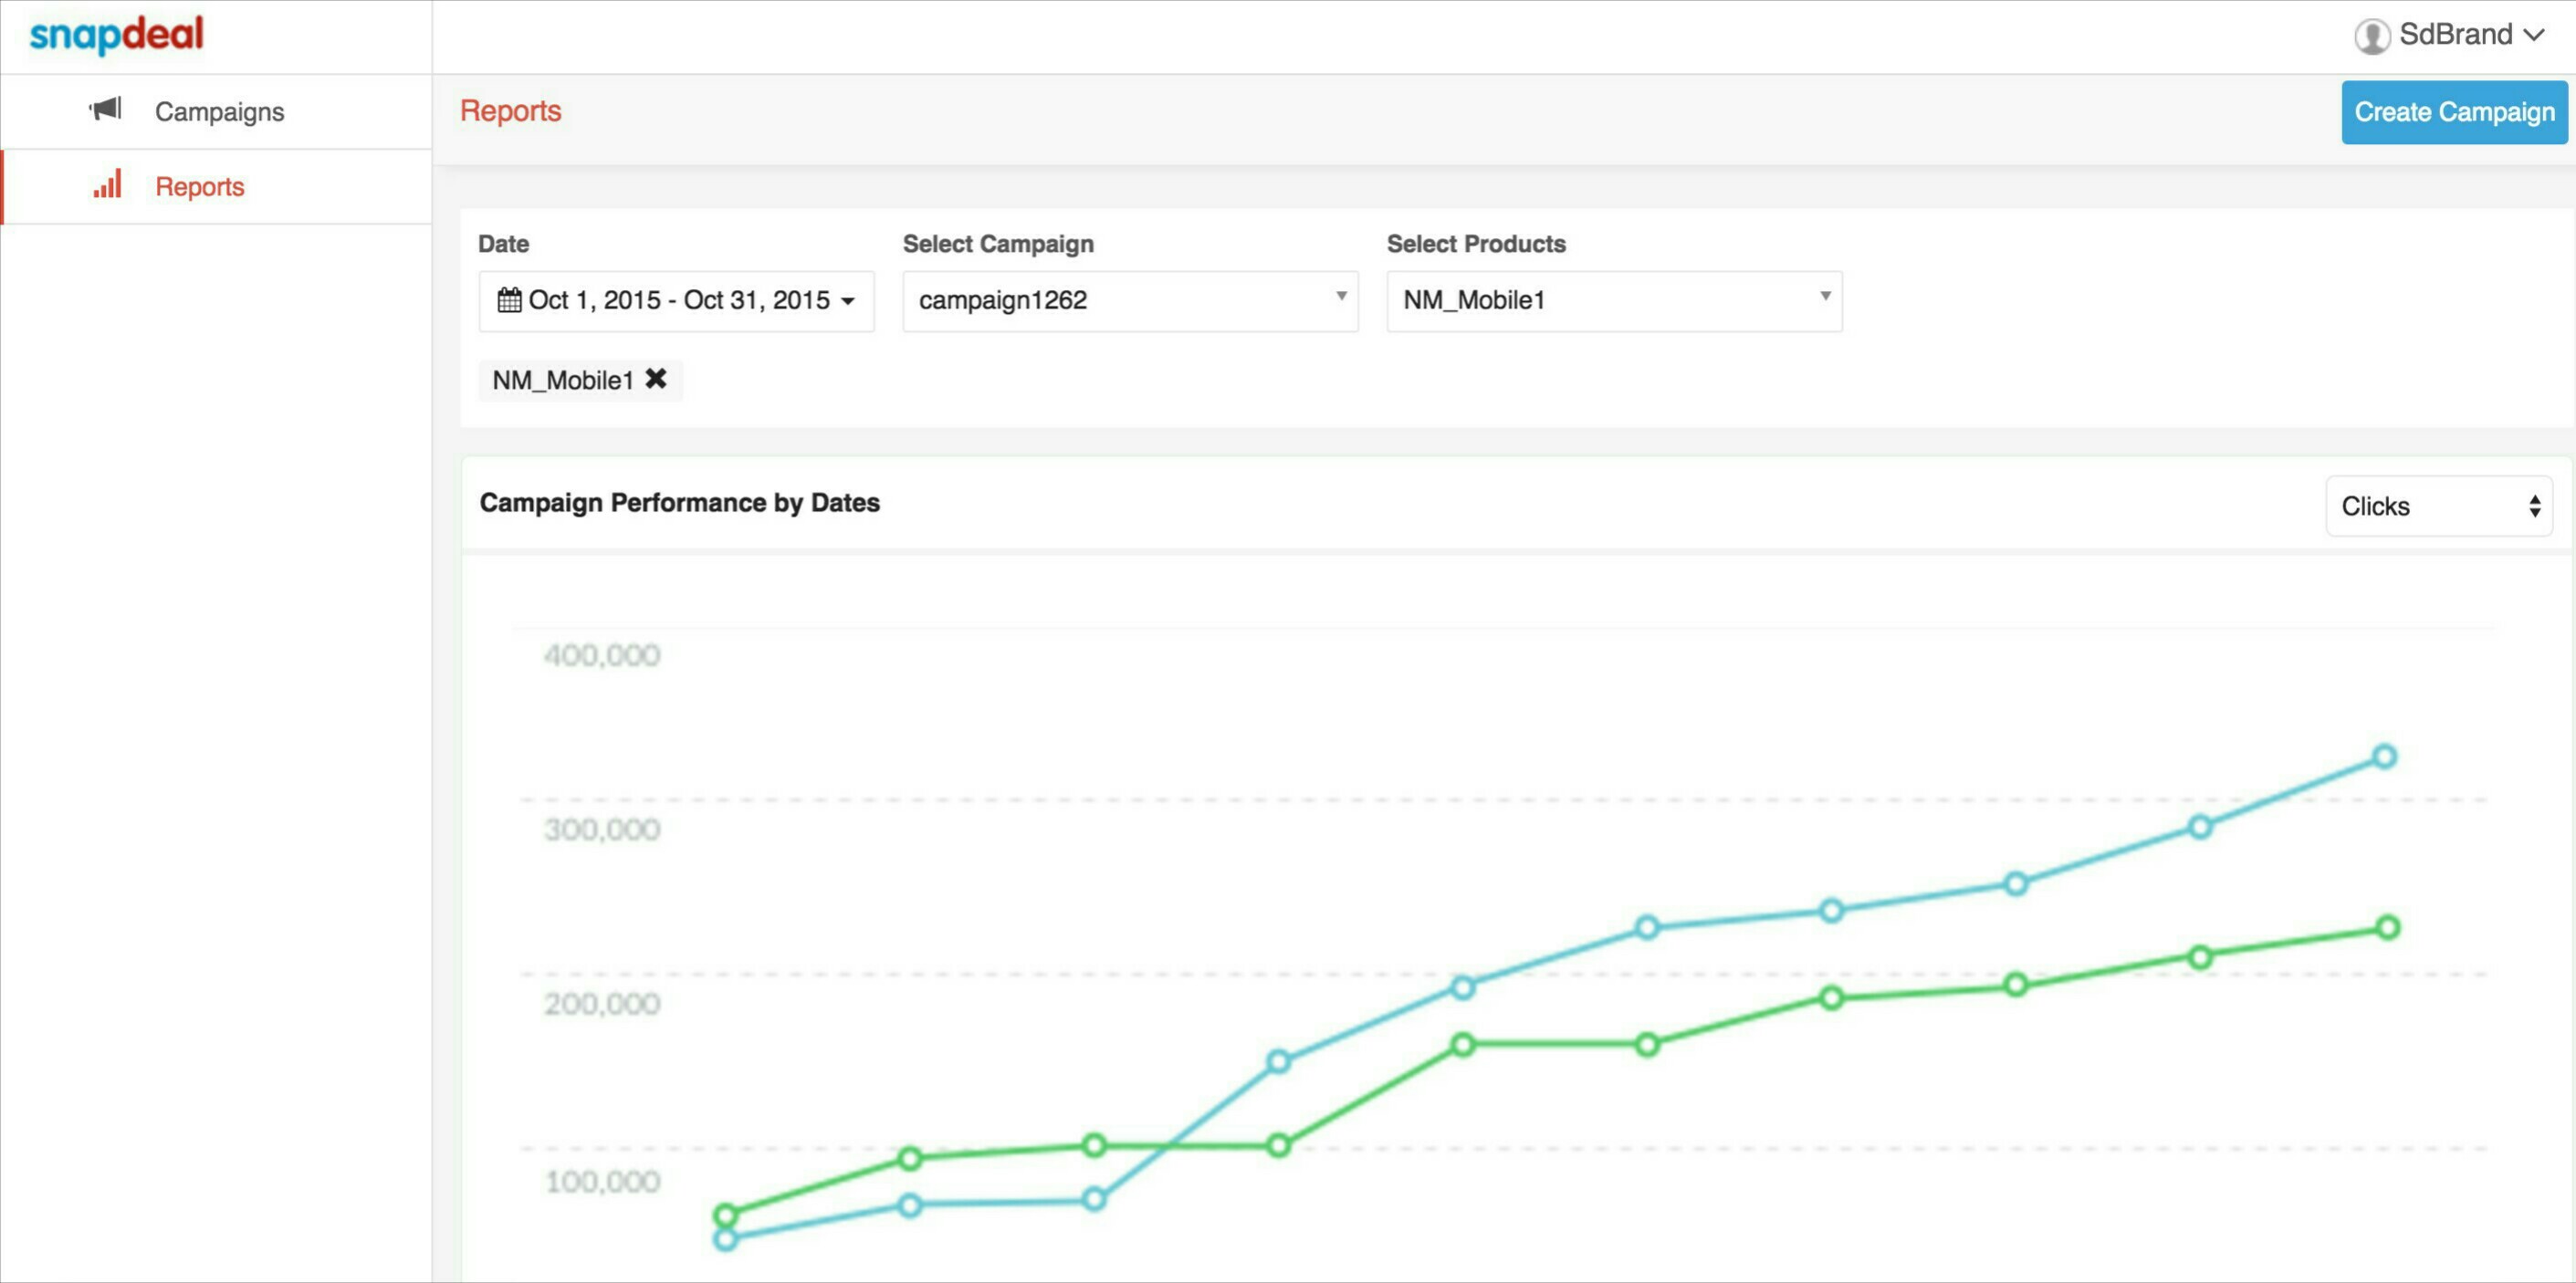 snapdeal
SdBrand
Campaigns
Reports
Reports
Create Campaign
Date
Select Campaign
Select Products
Oct 1, 2015 - Oct 31, 2015
campaign1262
NM_Mobile1
NM_Mobile1
Campaign Performance by Dates
Clicks
400,000
300,000
200,000
100,000